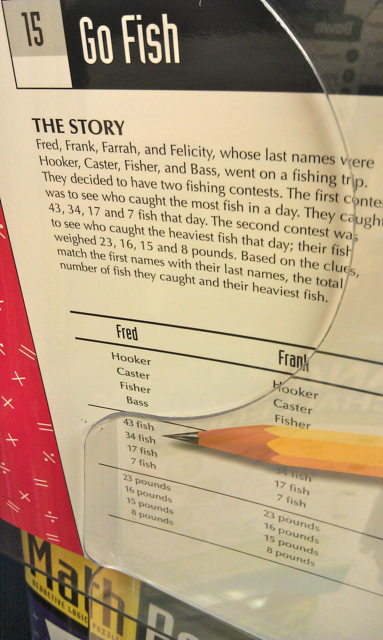 15
Go Fish
THE STORY
Fred, Frank, Farrah, and Felicity, whose last names were
Hooker, Caster, Fisher, and Bass, went on a fishing trip.
They decided to have two fishing contests. The first conte
was to see who caught the most fish in a day. They caught
43, 34, 17 and 7 fish that day. The second contest was
to see who caught the heaviest fish that day; their fish
weighed 23, 16, 15 and 8 pounds. Based on the clues,
match the first names with their last names, the total
number of fish they caught and their heaviest fish.
Fred
Hooker
Caster
Fisher
Bass
43 fish
34 fish
17 fish
7 fish
23 pounds
16 pounds
15 pounds
8 pounds
Frank
Hooker
Caster
Fisher
34 fish
17 fish
7 fish
23 pounds
16 pounds
15 pounds
8 pounds
Math
DEDUCTIVE LOGIC PUZZLE